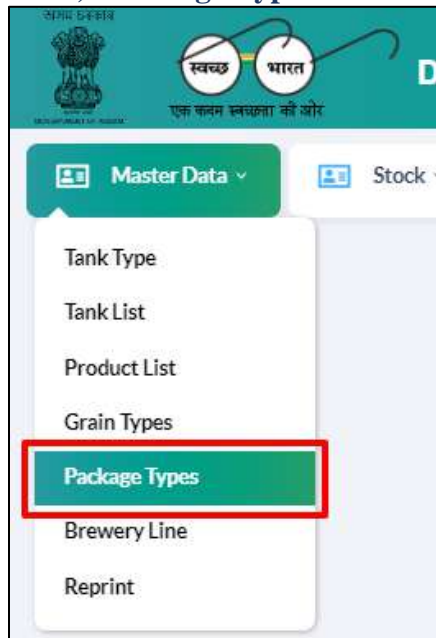 स्वच्छ भारत
D
एक कदम स्वच्छता की ओर
Master Data
Stock
Tank Type
Tank List
Product List
Grain Types
Package Types
Brewery Line
Reprint